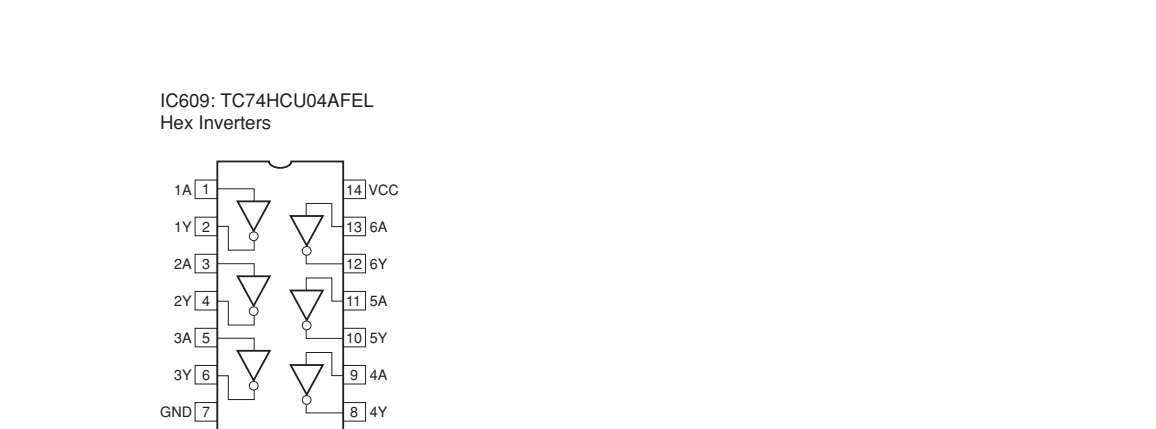 IC609: TC74HCU04AFEL
Hex Inverters
1A 1 14 VCC
1Y 2 13 6A
2A 3 12 6Y
2Y 4 11 5A
3A 5 10 5Y
3Y 6 9 4A
GND 7 8 4Y